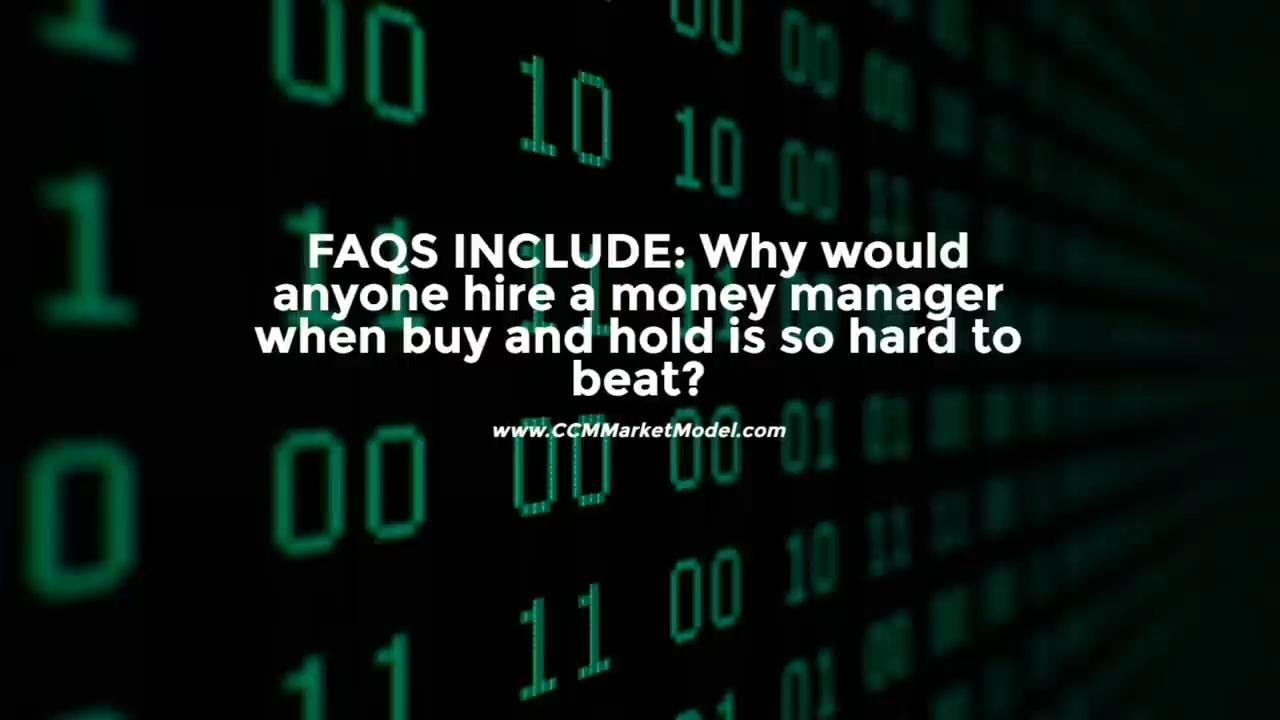 FAQS INCLUDE: Why would
anyone hire a money manager
when buy and hold is so hard to
beat?
www.CCMMarketModel.com